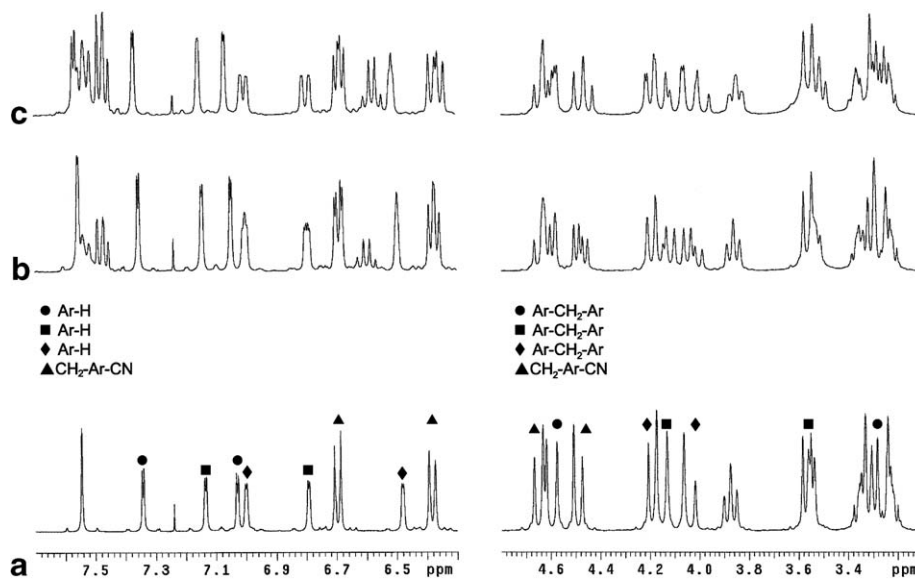 c
b
● Ar-H
■ Ar-H
♦ Ar-H
▲CH₂-Ar-CN
● Ar-CH₂-Ar
■ Ar-CH₂-Ar
♦ Ar-CH₂-Ar
▲CH₂-Ar-CN
a
7.5 7.3 7.1 6.9 6.7 6.5 ppm
4.6 4.4 4.2 4.0 3.8 3.6 3.4 ppm